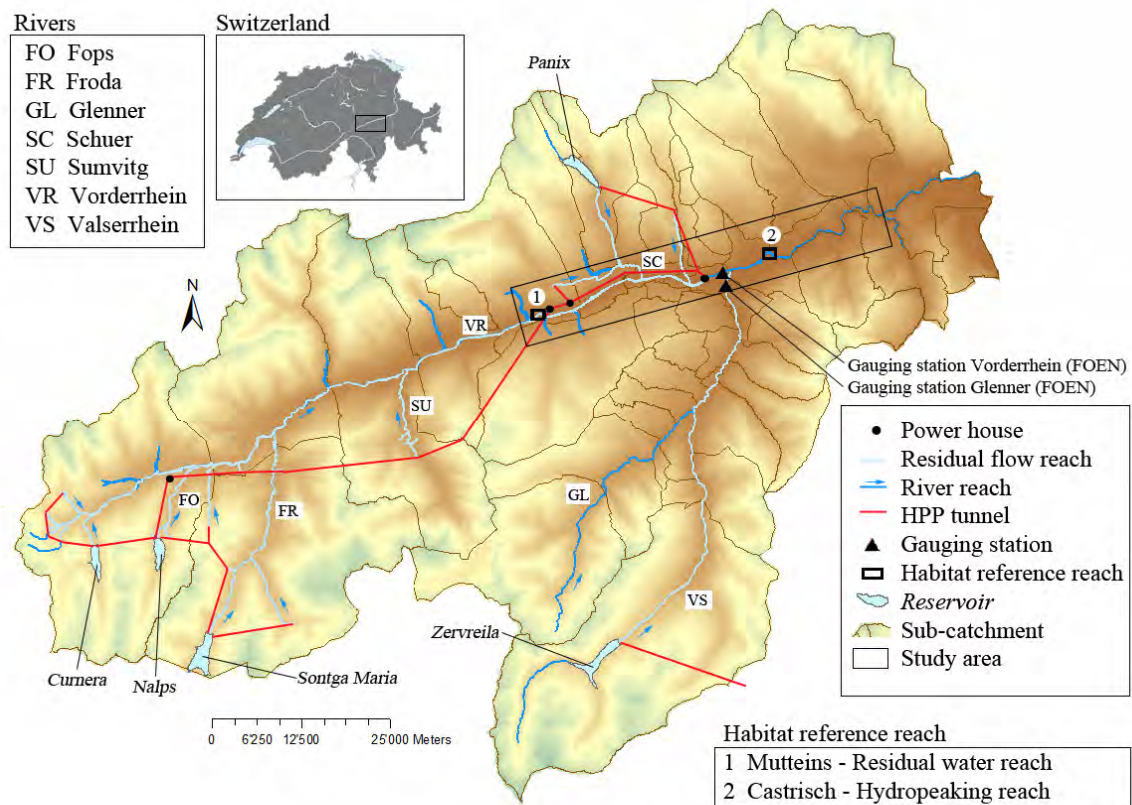 Rivers
FO Fops
FR Froda
GL Glenner
SC Schuer
SU Sumvitg
VR Vorderrhein
VS Valserrhein
Switzerland
Panix
2
SC
1
N
VR
Gauging station Vorderrhein (FOEN)
Gauging station Glenner (FOEN)
SU
Power house
Residual flow reach
River reach
HPP tunnel
Gauging station
Habitat reference reach
Reservoir
Sub-catchment
Study area
FO
FR
GL
VS
Zervreila
Curnera
Nalps
Sontga Maria
0 6'250 12'500 25'000 Meters
Habitat reference reach
1 Mutteins - Residual water reach
2 Castrisch - Hydropeaking reach